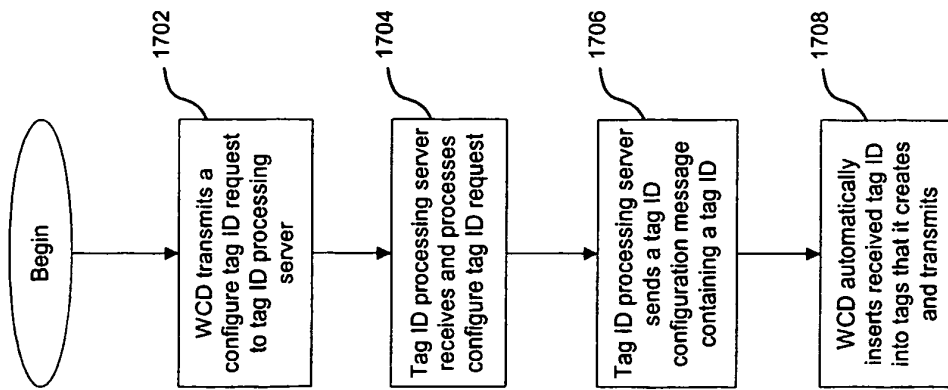 Begin
1702
WCD transmits a
configure tag ID request
to tag ID processing
server
1704
Tag ID processing server
receives and processes
configure tag ID request
1706
Tag ID processing server
sends a tag ID
configuration message
containing a tag ID
1708
WCD automatically
inserts received tag ID
into tags that it creates
and transmits